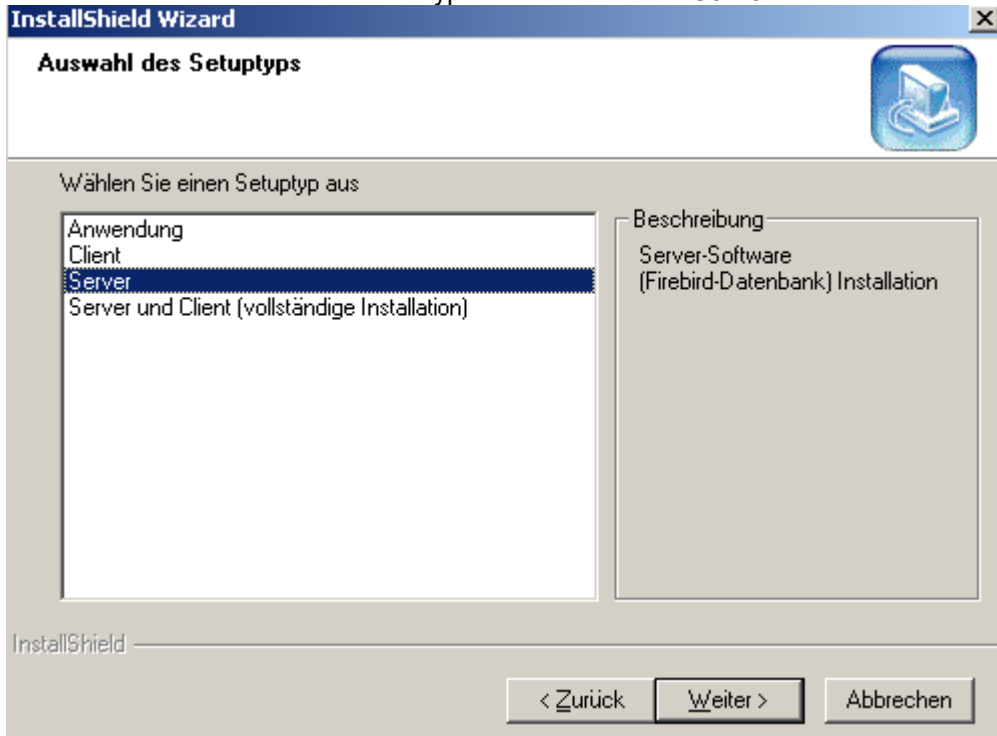 InstallShield Wizard
Auswahl des Setuptyps
Wählen Sie einen Setuptyp aus
Anwendung
Client
Server
Server und Client (vollständige Installation)
Beschreibung
Server-Software
(Firebird-Datenbank) Installation
InstallShield
< Zurück
Weiter >
Abbrechen